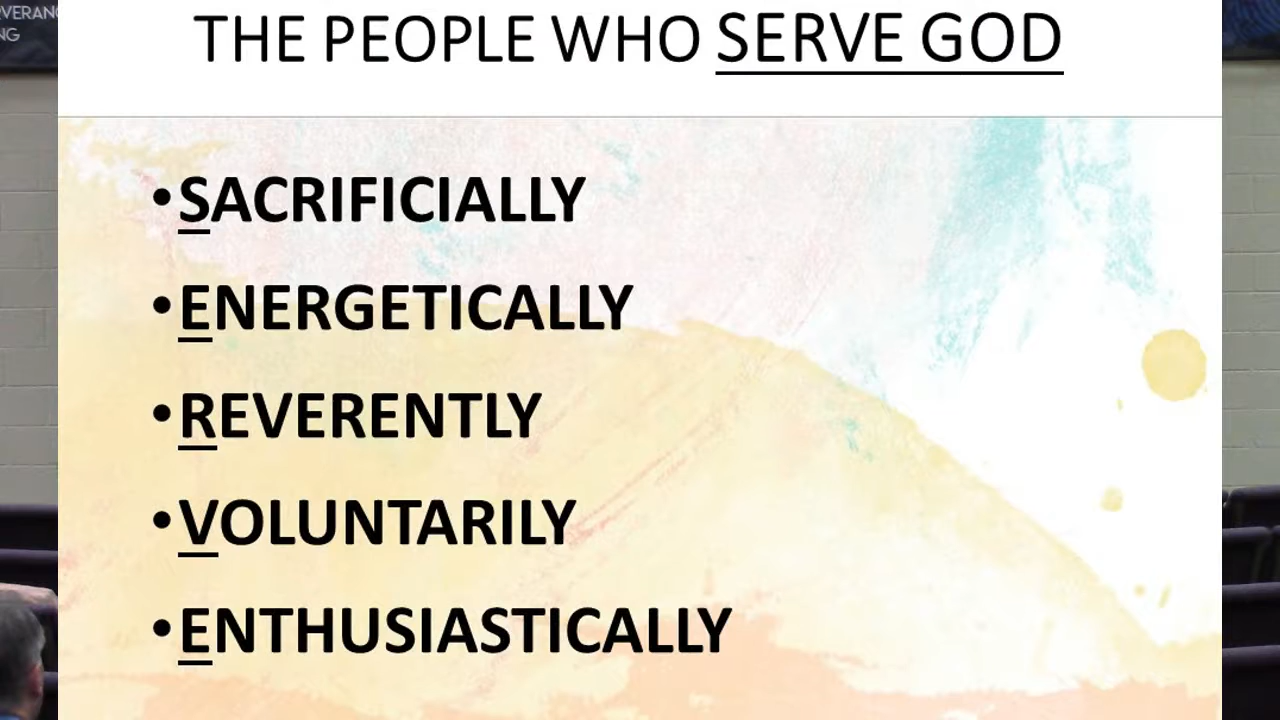 THE PEOPLE WHO SERVE GOD
•SACRIFICIALLY
•ENERGETICALLY
•REVERENTLY
•VOLUNTARILY
•ENTHUSIASTICALLY